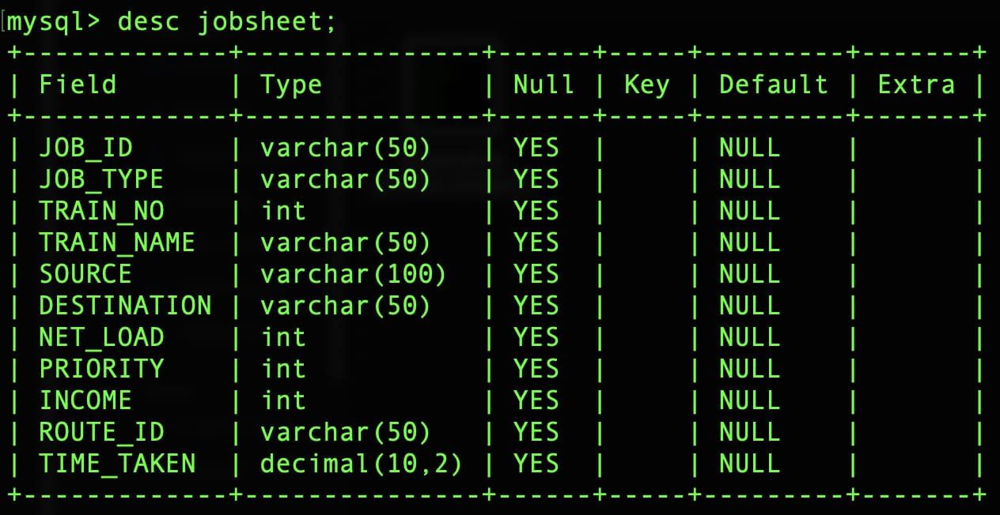 mysql> desc jobsheet;
+-------------+---------------+------+-----+---------+-------+
| Field       | Type          | Null | Key | Default | Extra |
+-------------+---------------+------+-----+---------+-------+
| JOB_ID      | varchar(50)   | YES  |     | NULL    |       |
| JOB_TYPE    | varchar(50)   | YES  |     | NULL    |       |
| TRAIN_NO    | int           | YES  |     | NULL    |       |
| TRAIN_NAME  | varchar(50)   | YES  |     | NULL    |       |
| SOURCE      | varchar(100)  | YES  |     | NULL    |       |
| DESTINATION | varchar(50)   | YES  |     | NULL    |       |
| NET_LOAD    | int           | YES  |     | NULL    |       |
| PRIORITY    | int           | YES  |     | NULL    |       |
| INCOME      | int           | YES  |     | NULL    |       |
| ROUTE_ID    | varchar(50)   | YES  |     | NULL    |       |
| TIME_TAKEN  | decimal(10,2) | YES  |     | NULL    |       |
+-------------+---------------+------+-----+---------+-------+